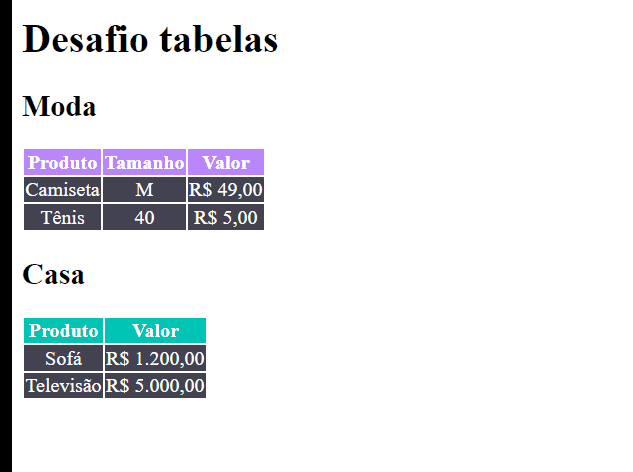 Desafio tabelas
Moda
Produto Tamanho Valor
Camiseta M R$ 49,00
Tênis 40 R$ 5,00
Casa
Produto Valor
Sofá R$ 1.200,00
Televisão R$ 5.000,00